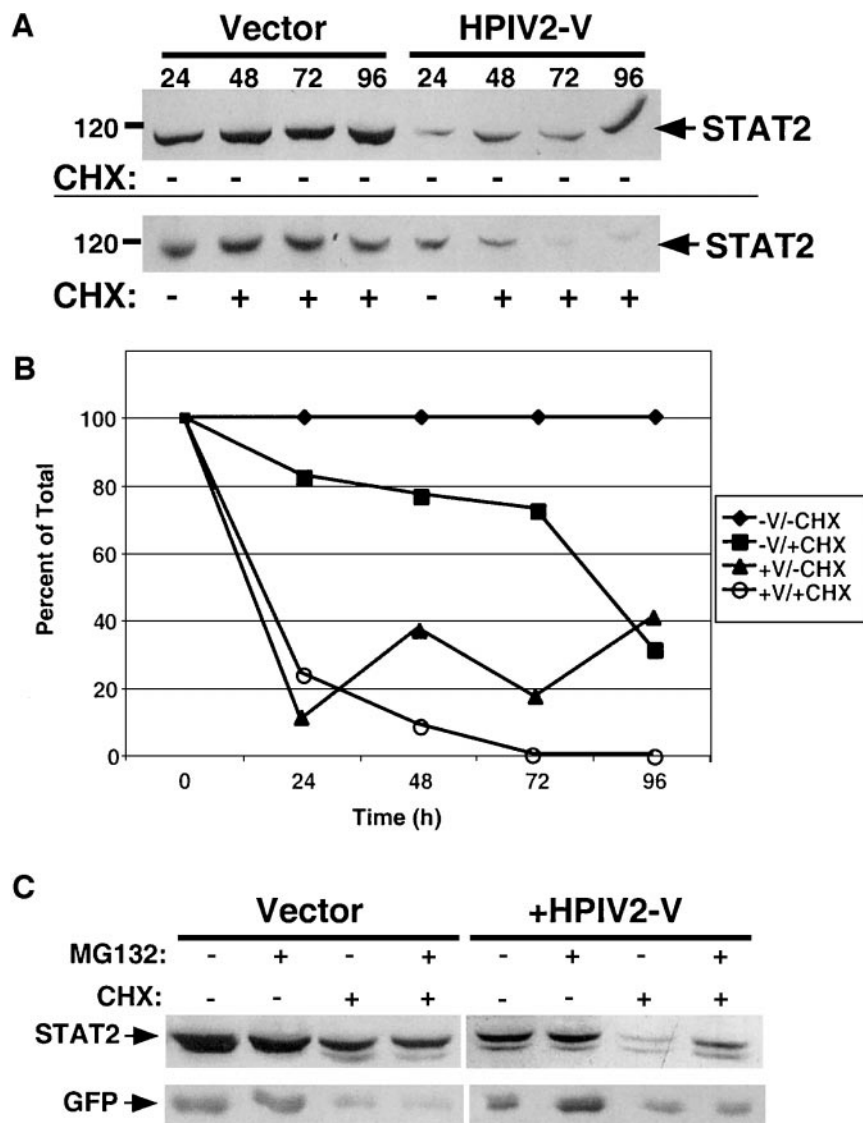 A
Vector HPIV2-V
24 48 72 96 24 48 72 96
120 STAT2
CHX: - - - - - - - -
120 STAT2
CHX: - + + + - + + +
B
100
80
60
40
20
0
Percent of Total
0 24 48 72 96
Time (h)
-V/-CHX
-V/+CHX
+V/-CHX
+V/+CHX
C
Vector +HPIV2-V
MG132: - + - + - + - +
CHX: - - + + - - + +
STAT2
GFP